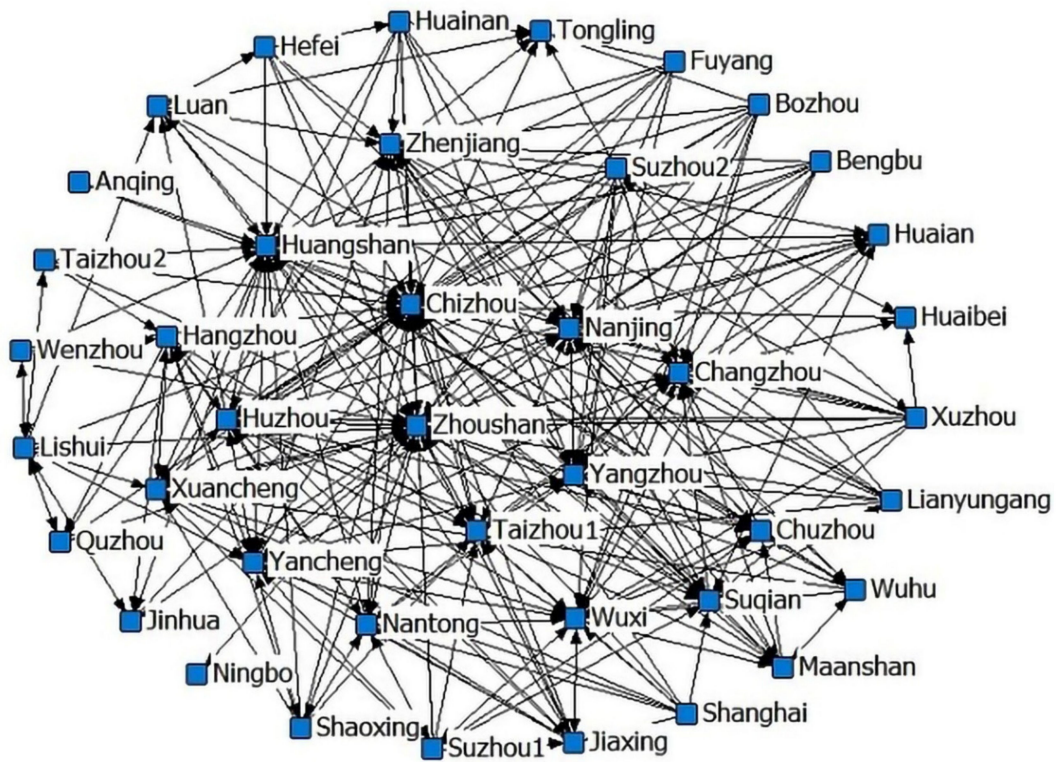 Huainan
Tongling
Hefei
Fuyang
Luan
Bozhou
Zhenjiang
Suzhou2
Bengbu
Anqing
Huangshan
Huaian
Taizhou2
Chizhou
Huaibei
Nanjing
Hangzhou
Wenzhou
Changzhou
Huzhou
Zhoushan
Xuzhou
Lishui
Yangzhou
Xuancheng
Lianyungang
Taizhou1
Chuzhou
Quzhou
Yancheng
Wuhu
Suqian
Jinhua
Nantong
Wuxi
Maanshan
Ningbo
Shanghai
Shaoxing
Suzhou1
Jiaxing